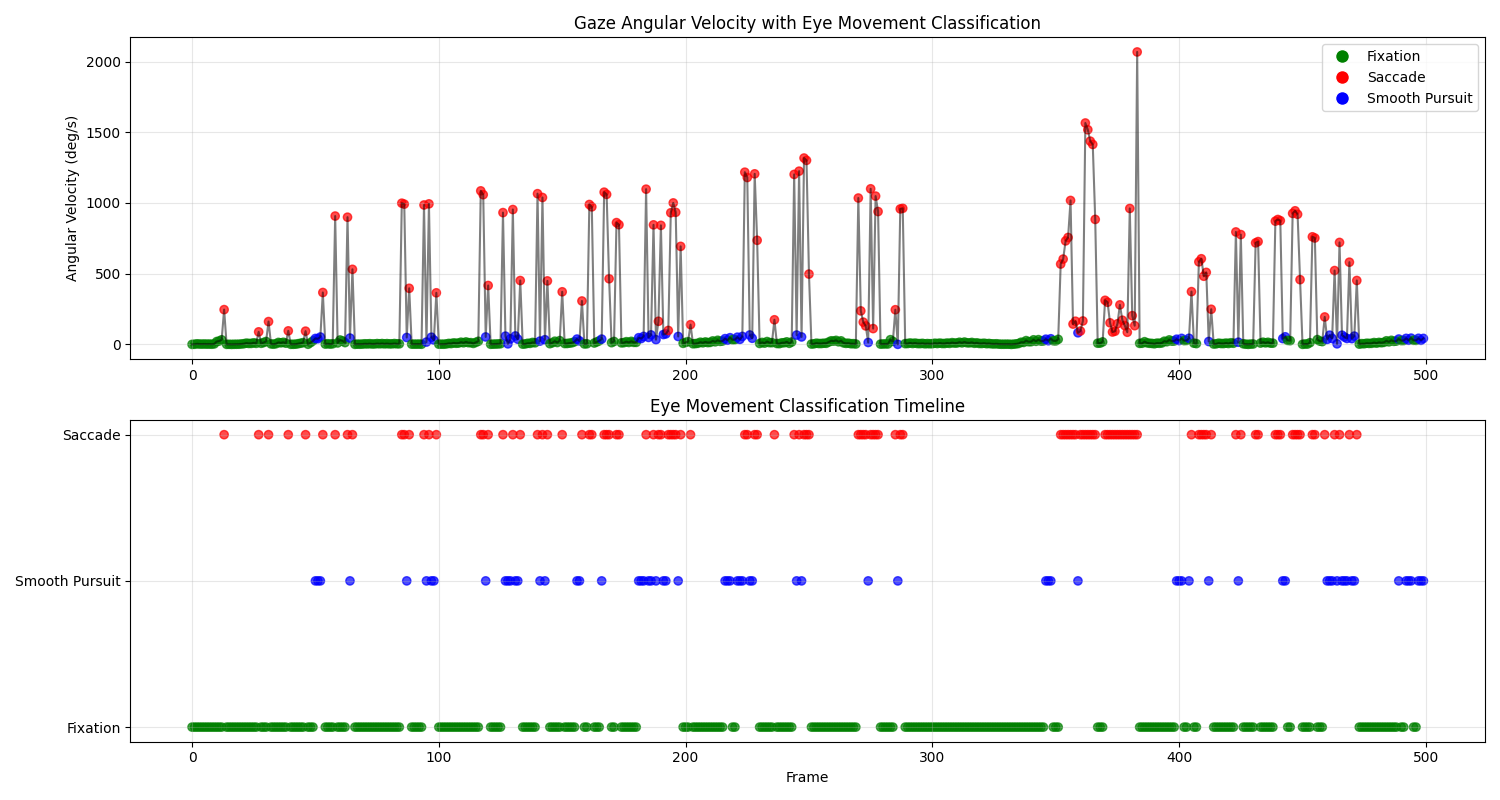 Gaze Angular Velocity with Eye Movement Classification
Angular Velocity (deg/s)
2000
1500
1000
500
0
Fixation
Saccade
Smooth Pursuit
0 100 200 300 400 500
Eye Movement Classification Timeline
Saccade
Smooth Pursuit
Fixation
0 100 200 300 400 500
Frame